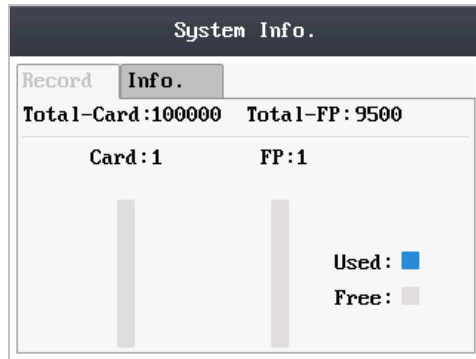 System Info.
Record Info.
Total-Card:100000 Total-FP:9500
Card:1 FP:1
Used:
Free: